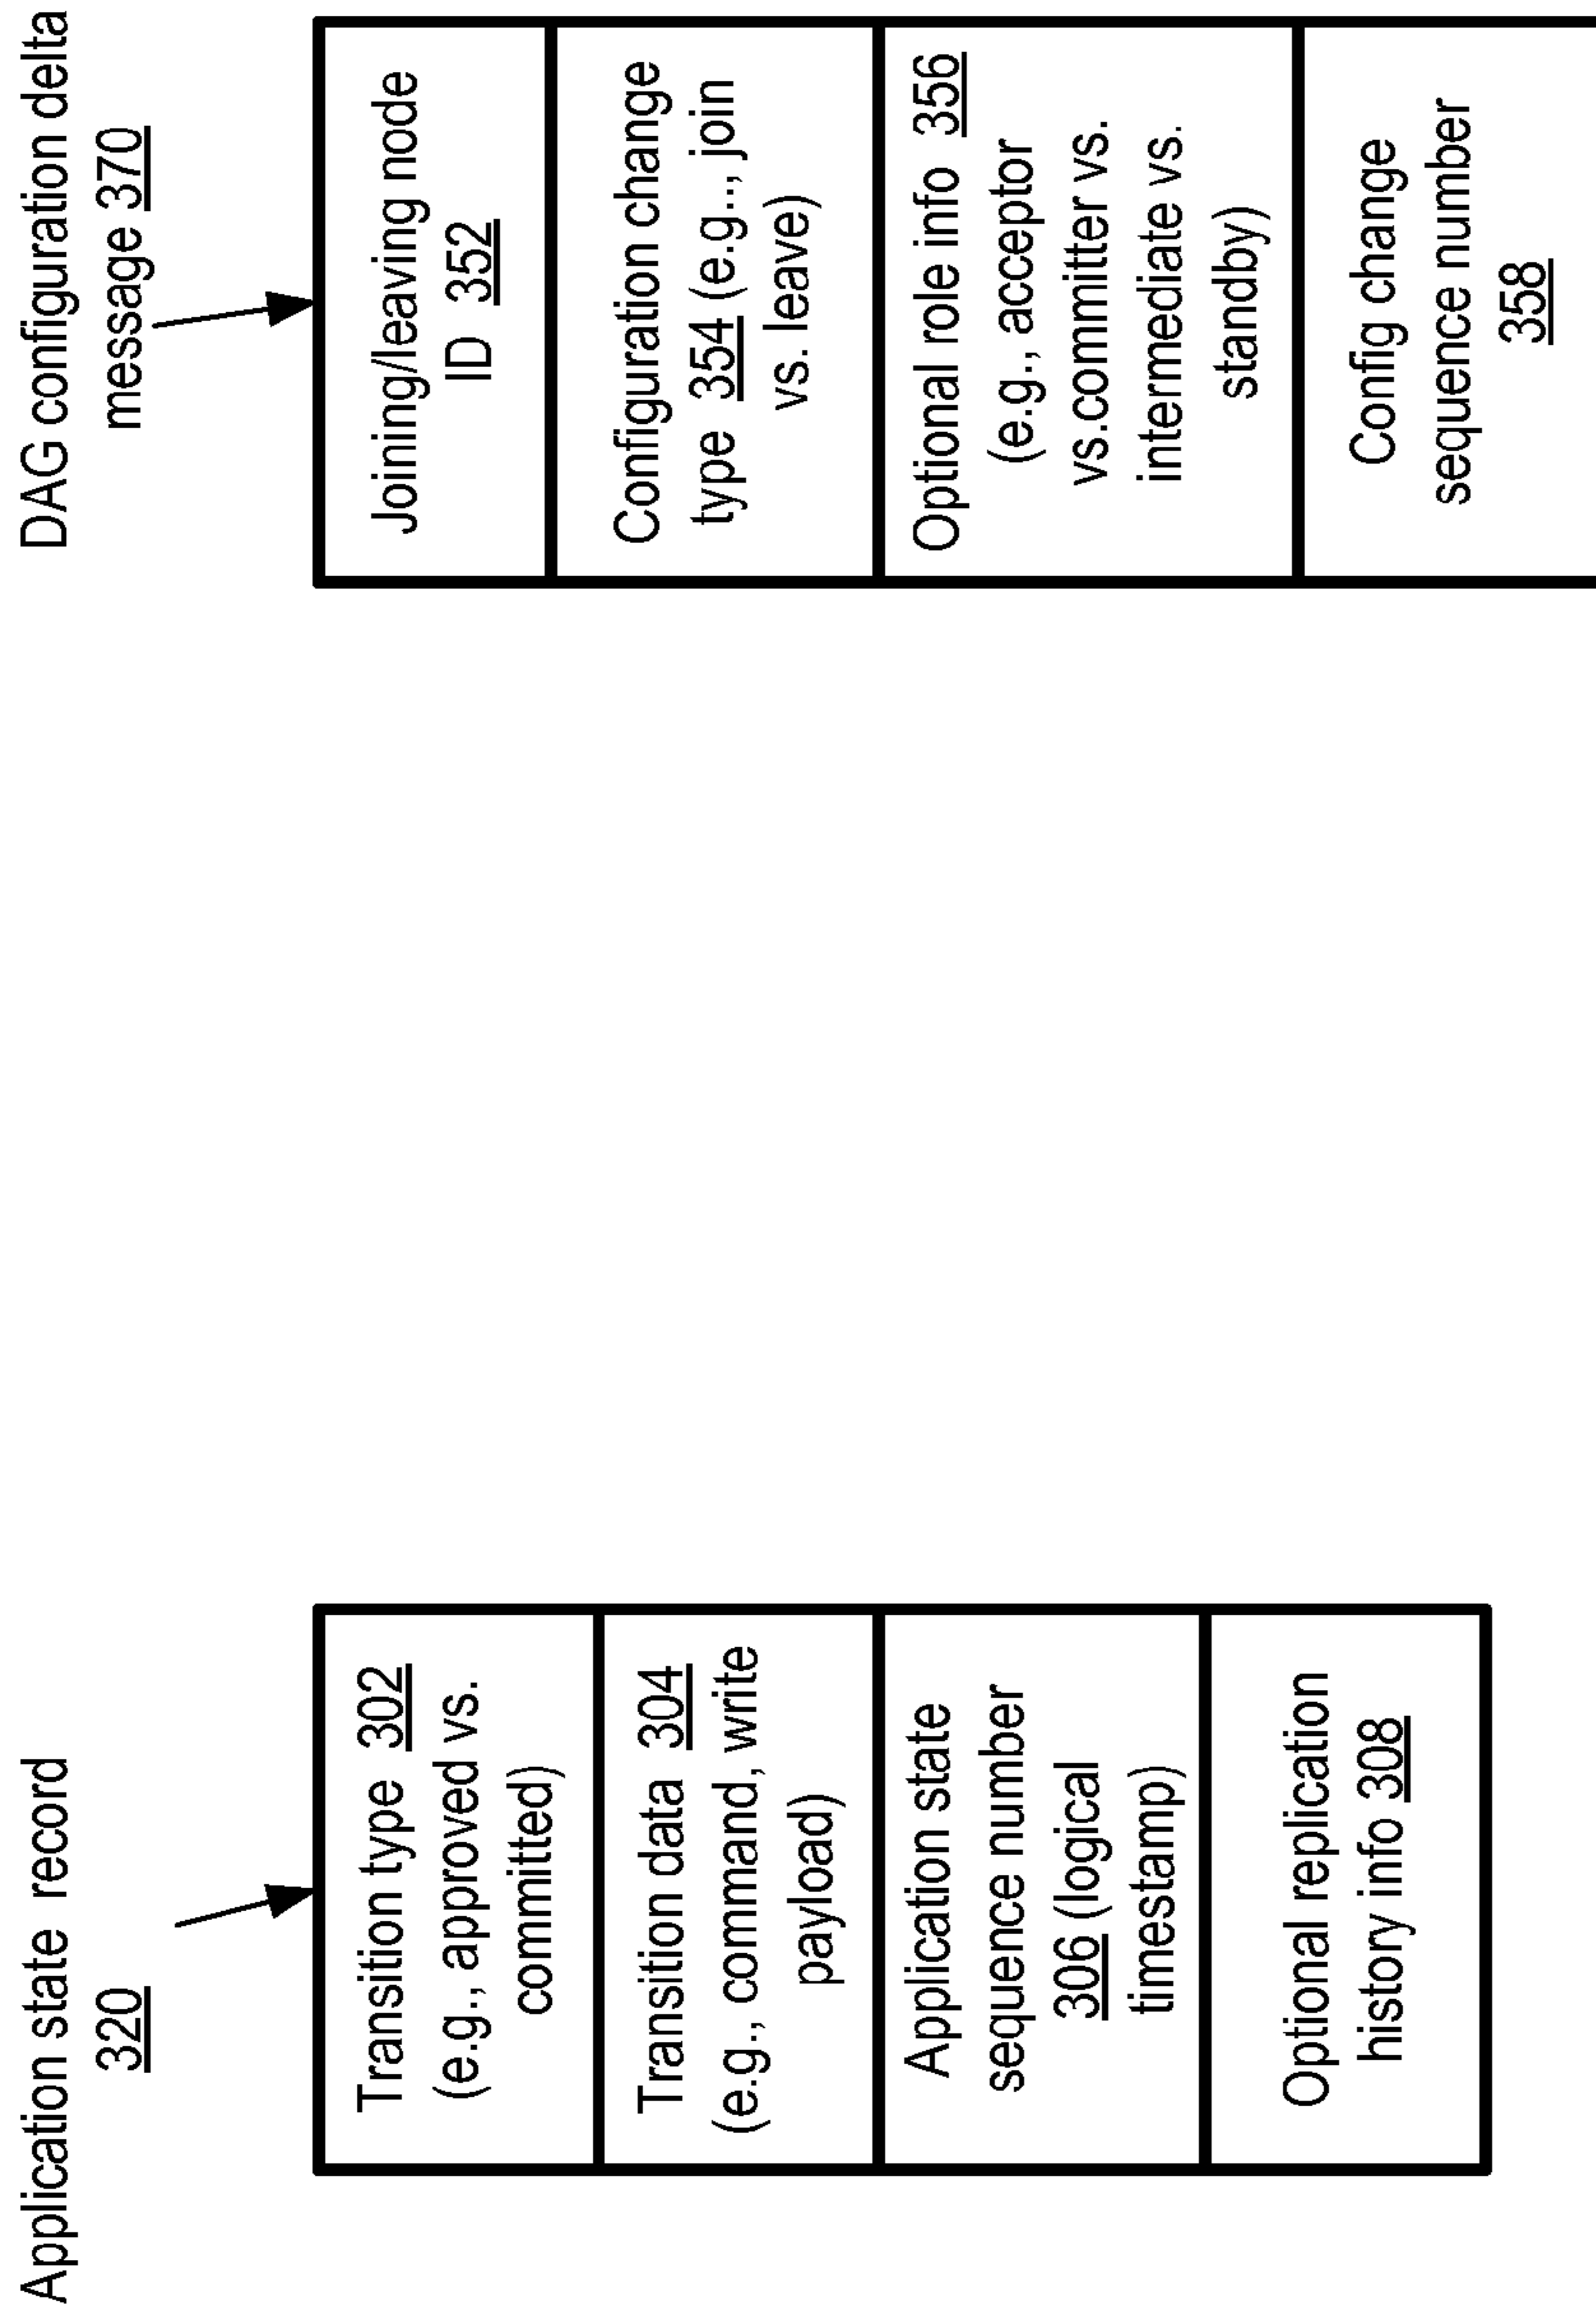 Application state record
320
Transition type 302
(e.g., approved vs.
committed)
Transition data 304
(e.g., command, write
payload)
Application state
sequence number
306 (logical
timestamp)
Optional replication
history info 308
DAG configuration delta
message 370
Joining/leaving node
ID 352
Configuration change
type 354 (e.g.., join
vs. leave)
Optional role info 356
(e.g., acceptor
vs.committer vs.
intermediate vs.
standby)
Config change
sequence number
358